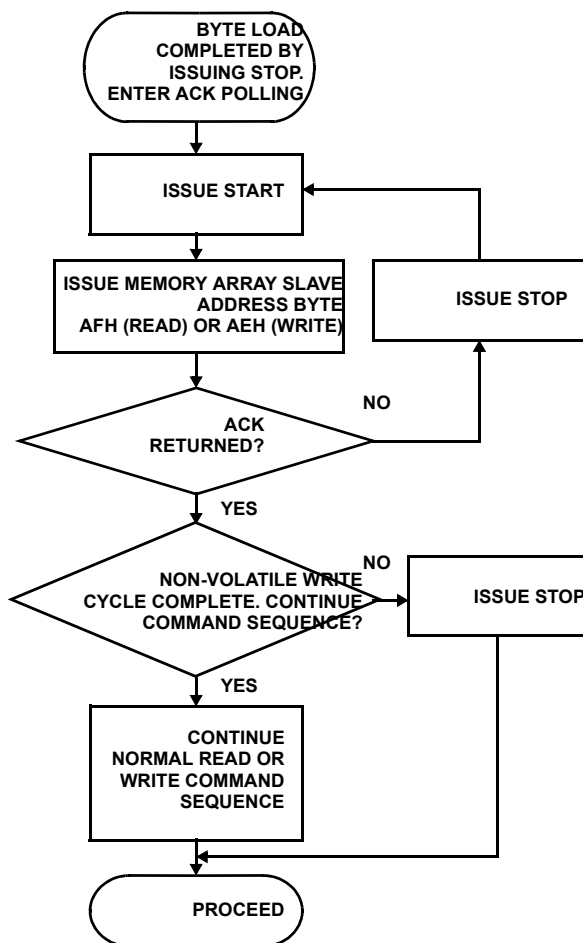 BYTE LOAD
COMPLETED BY
ISSUING STOP.
ENTER ACK POLLING
ISSUE START
ISSUE MEMORY ARRAY SLAVE
ADDRESS BYTE
AFH (READ) OR AEH (WRITE)
ISSUE STOP
ACK
RETURNED?
NO
YES
NON-VOLATILE WRITE
CYCLE COMPLETE. CONTINUE
COMMAND SEQUENCE?
NO
ISSUE STOP
YES
CONTINUE
NORMAL READ OR
WRITE COMMAND
SEQUENCE
PROCEED